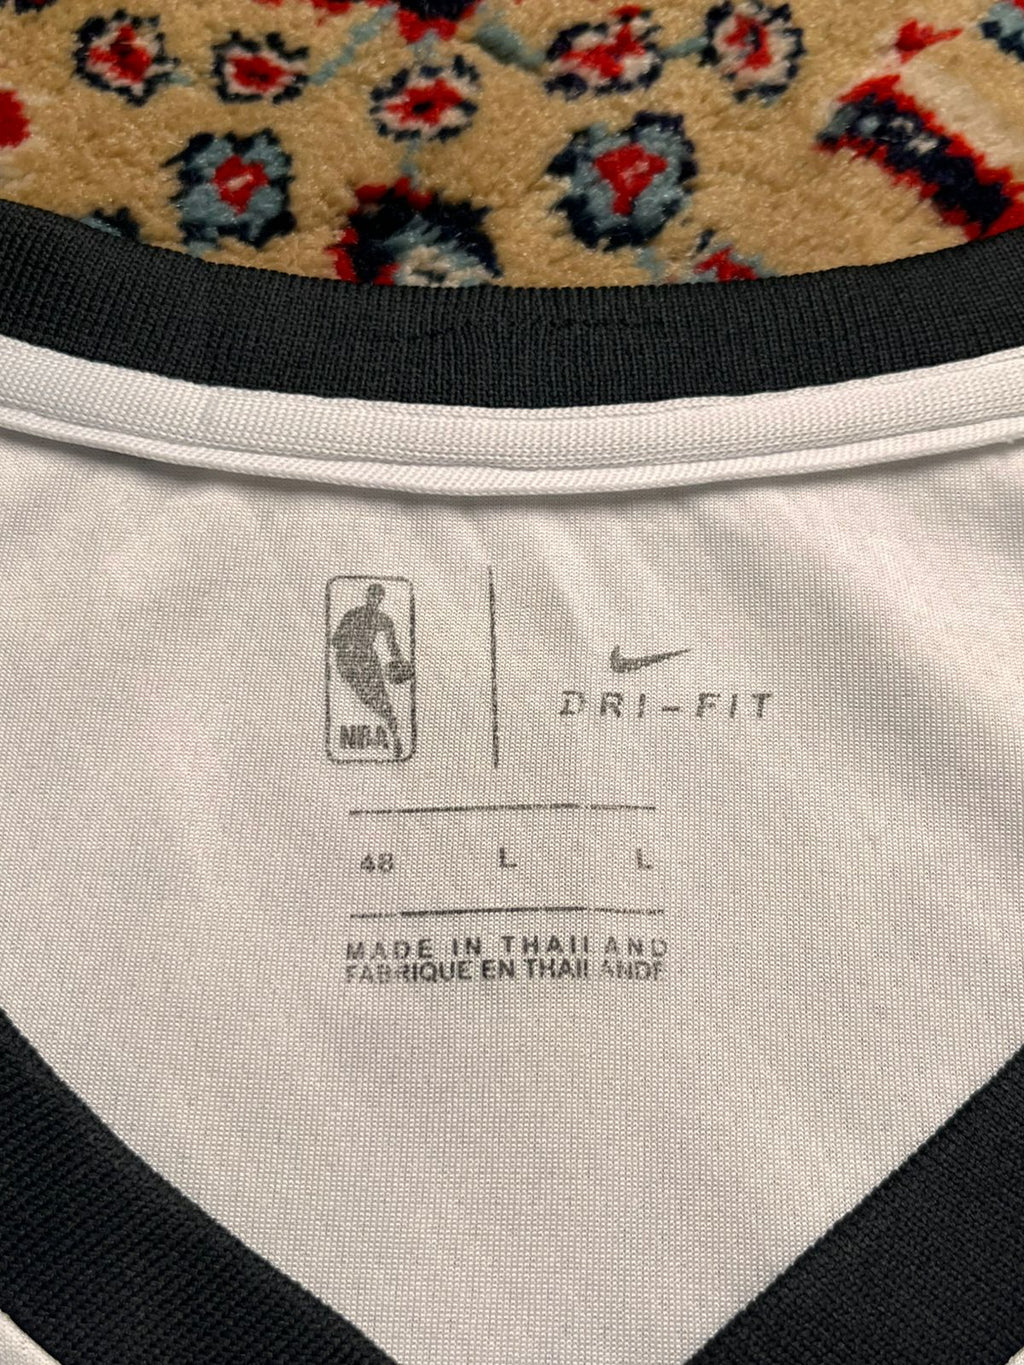 NBA
DRI-FIT
48 L L
MADE IN THAILAND
FABRIQUE EN THAILANDE